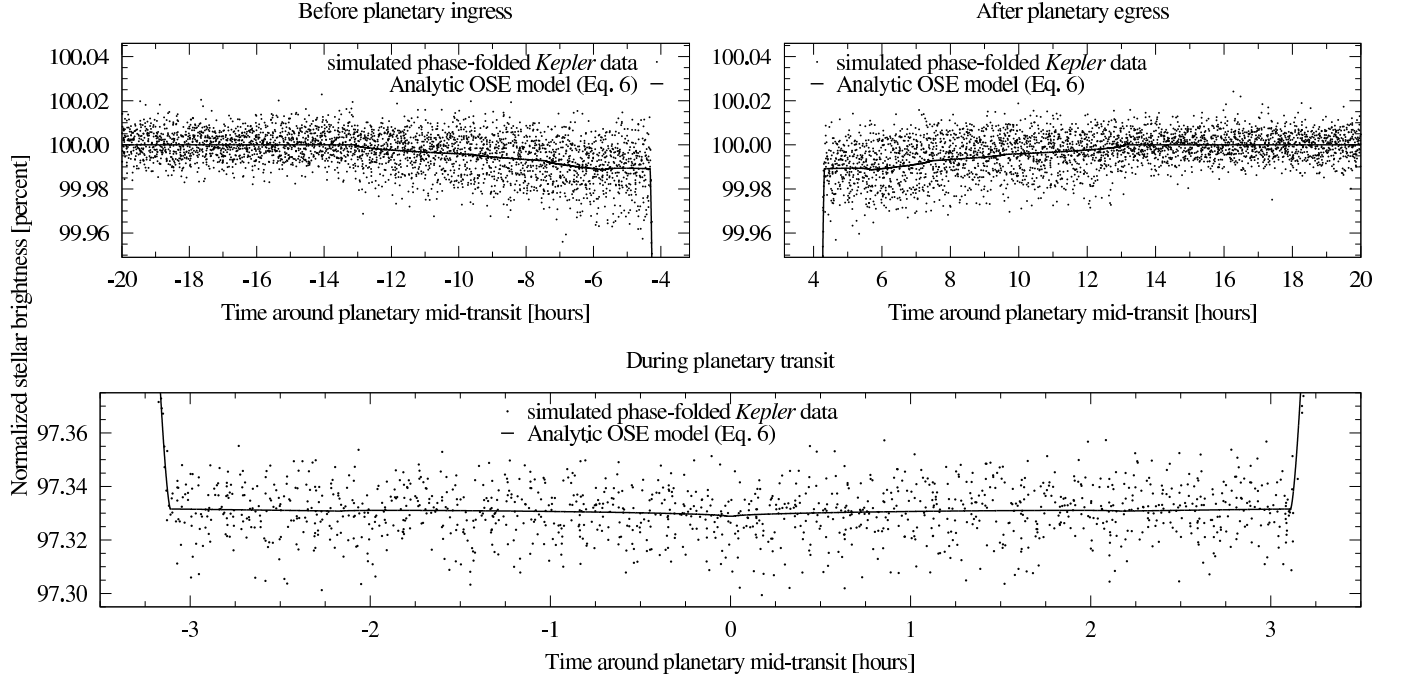 Before planetary ingress
After planetary egress
Normalized stellar brightness [percent]
100.04
100.02
100.00
99.98
99.96
simulated phase-folded Kepler data
Analytic OSE model (Eq. 6)
-20 -18 -16 -14 -12 -10 -8 -6 -4
Time around planetary mid-transit [hours]
100.04
100.02
100.00
99.98
99.96
simulated phase-folded Kepler data
Analytic OSE model (Eq. 6)
4 6 8 10 12 14 16 18 20
Time around planetary mid-transit [hours]
During planetary transit
97.36
97.34
97.32
97.30
simulated phase-folded Kepler data
Analytic OSE model (Eq. 6)
-3 -2 -1 0 1 2 3
Time around planetary mid-transit [hours]